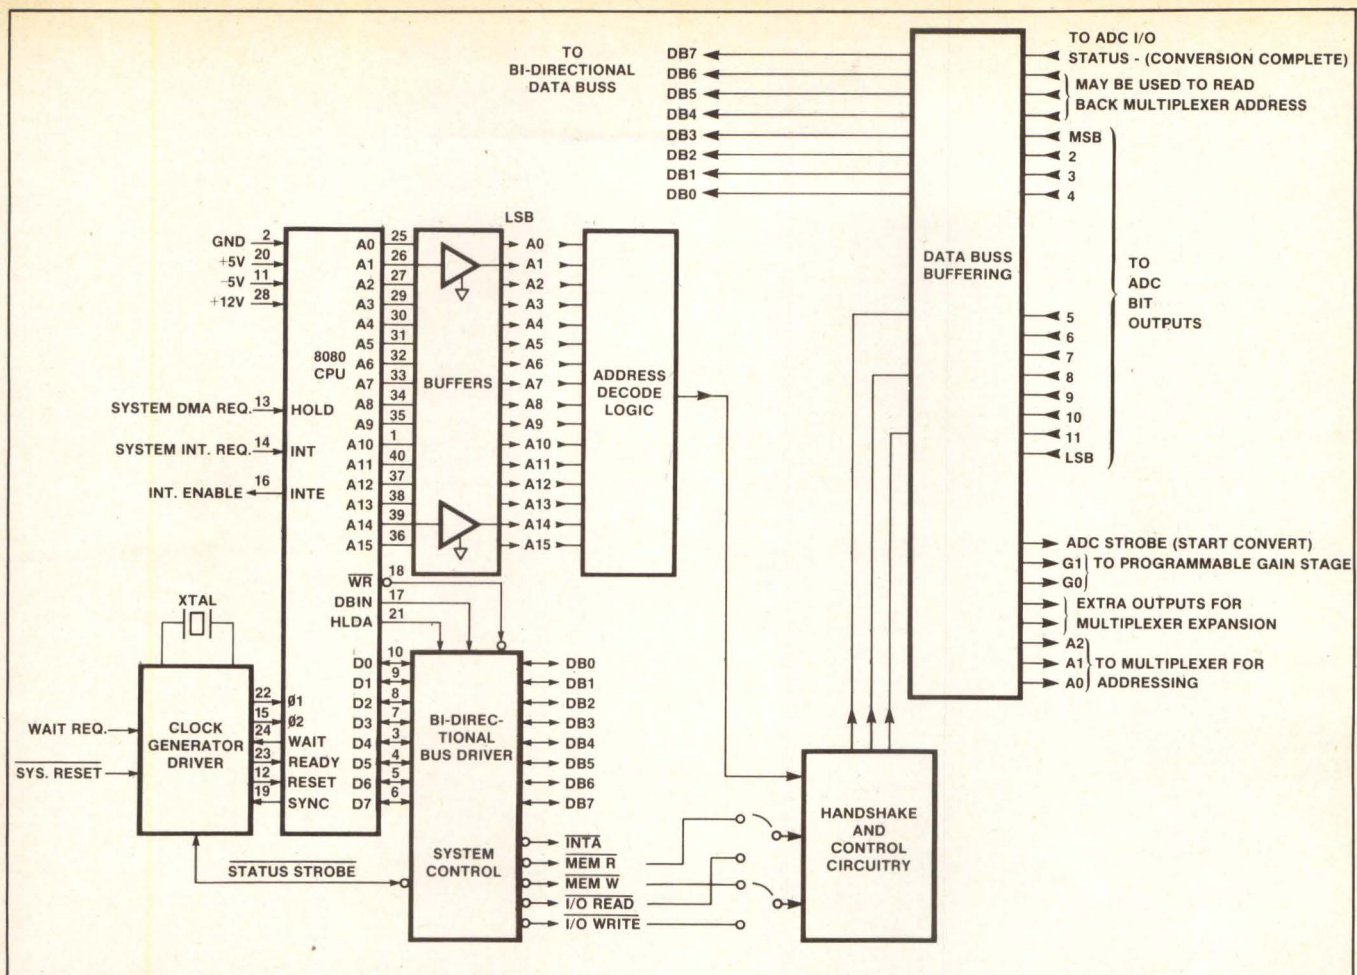 TO
BI-DIRECTIONAL
DATA BUSS
DB7
DB6
DB5
DB4
DB3
DB2
DB1
DB0
TO ADC I/O
STATUS - (CONVERSION COMPLETE)
MAY BE USED TO READ
BACK MULTIPLEXER ADDRESS
MSB
2
3
4
DATA BUSS
BUFFERING
TO
ADC
BIT
OUTPUTS
5
6
7
8
9
10
11
LSB
ADC STROBE (START CONVERT)
G1 TO PROGRAMMABLE GAIN STAGE
G0
EXTRA OUTPUTS FOR
MULTIPLEXER EXPANSION
A2
A1 TO MULTIPLEXER FOR
A0 ADDRESSING
GND 2
+5V 20
-5V 11
+12V 28
8080
CPU
SYSTEM DMA REQ. 13 HOLD
SYSTEM INT. REQ. 14 INT
INT. ENABLE 16 INTE
A0 25
A1 26
A2 27
A3 29
A4 30
A5 31
A6 32
A7 33
A8 34
A9 35
A10 1
A11 40
A12 37
A13 38
A14 39
A15 36
WR 18
DBIN 17
HLDA 21
BUFFERS
LSB
A0
A1
A2
A3
A4
A5
A6
A7
A8
A9
A10
A11
A12
A13
A14
A15
ADDRESS
DECODE
LOGIC
XTAL
WAIT REQ.
SYS. RESET
CLOCK
GENERATOR
DRIVER
22 Ø1
15 Ø2
24 WAIT
23 READY
12 RESET
19 SYNC
D0 10
D1 9
D2 8
D3 7
D4 3
D5 4
D6 5
D7 6
BI-DIREC-
TIONAL
BUS DRIVER
SYSTEM
CONTROL
DB0
DB1
DB2
DB3
DB4
DB5
DB6
DB7
STATUS STROBE
INTA
MEM R
MEM W
I/O READ
I/O WRITE
HANDSHAKE
AND
CONTROL
CIRCUITRY